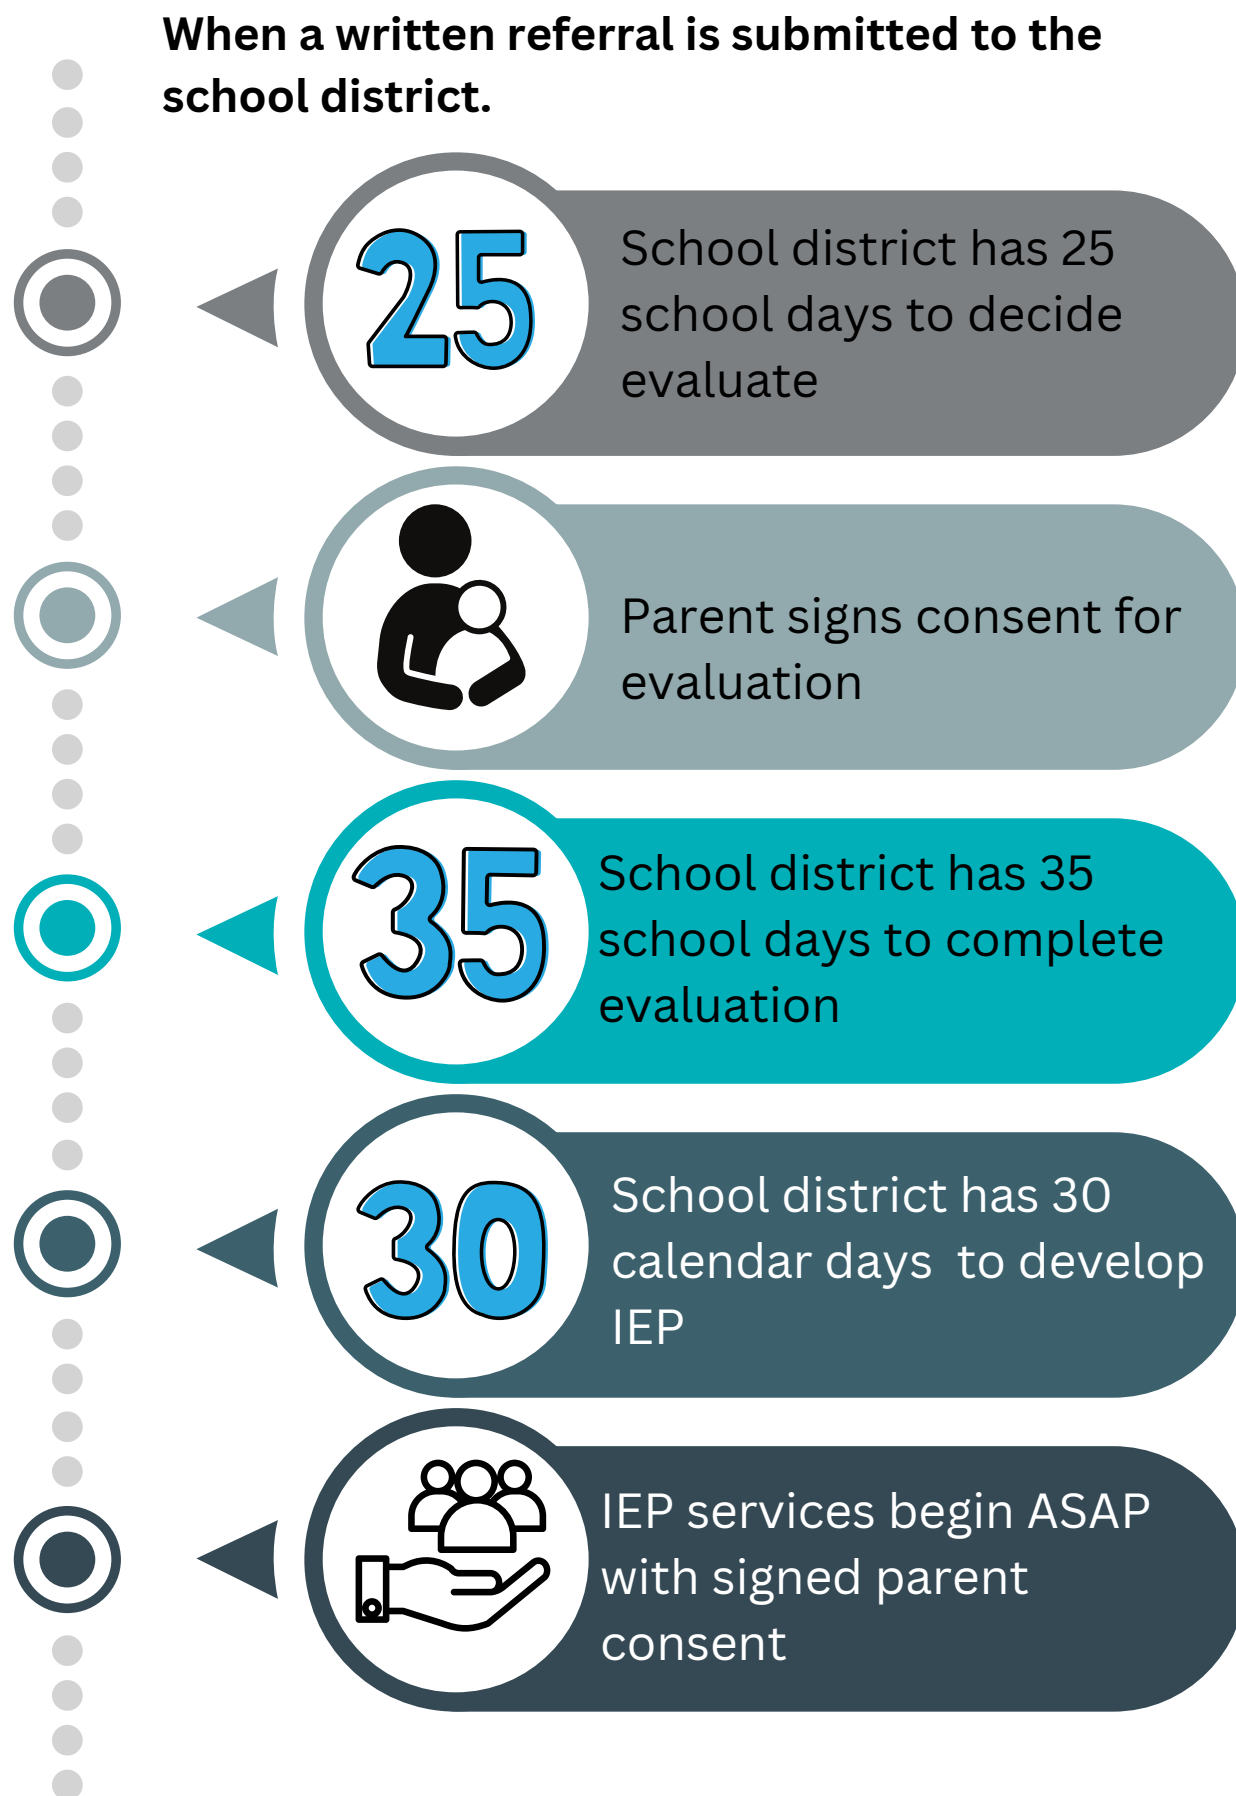 When a written referral is submitted to the
school district.
25
School district has 25
school days to decide
evaluate
Parent signs consent for
evaluation
35
School district has 35
school days to complete
evaluation
30
School district has 30
calendar days  to develop
IEP
IEP services begin ASAP
with signed parent
consent